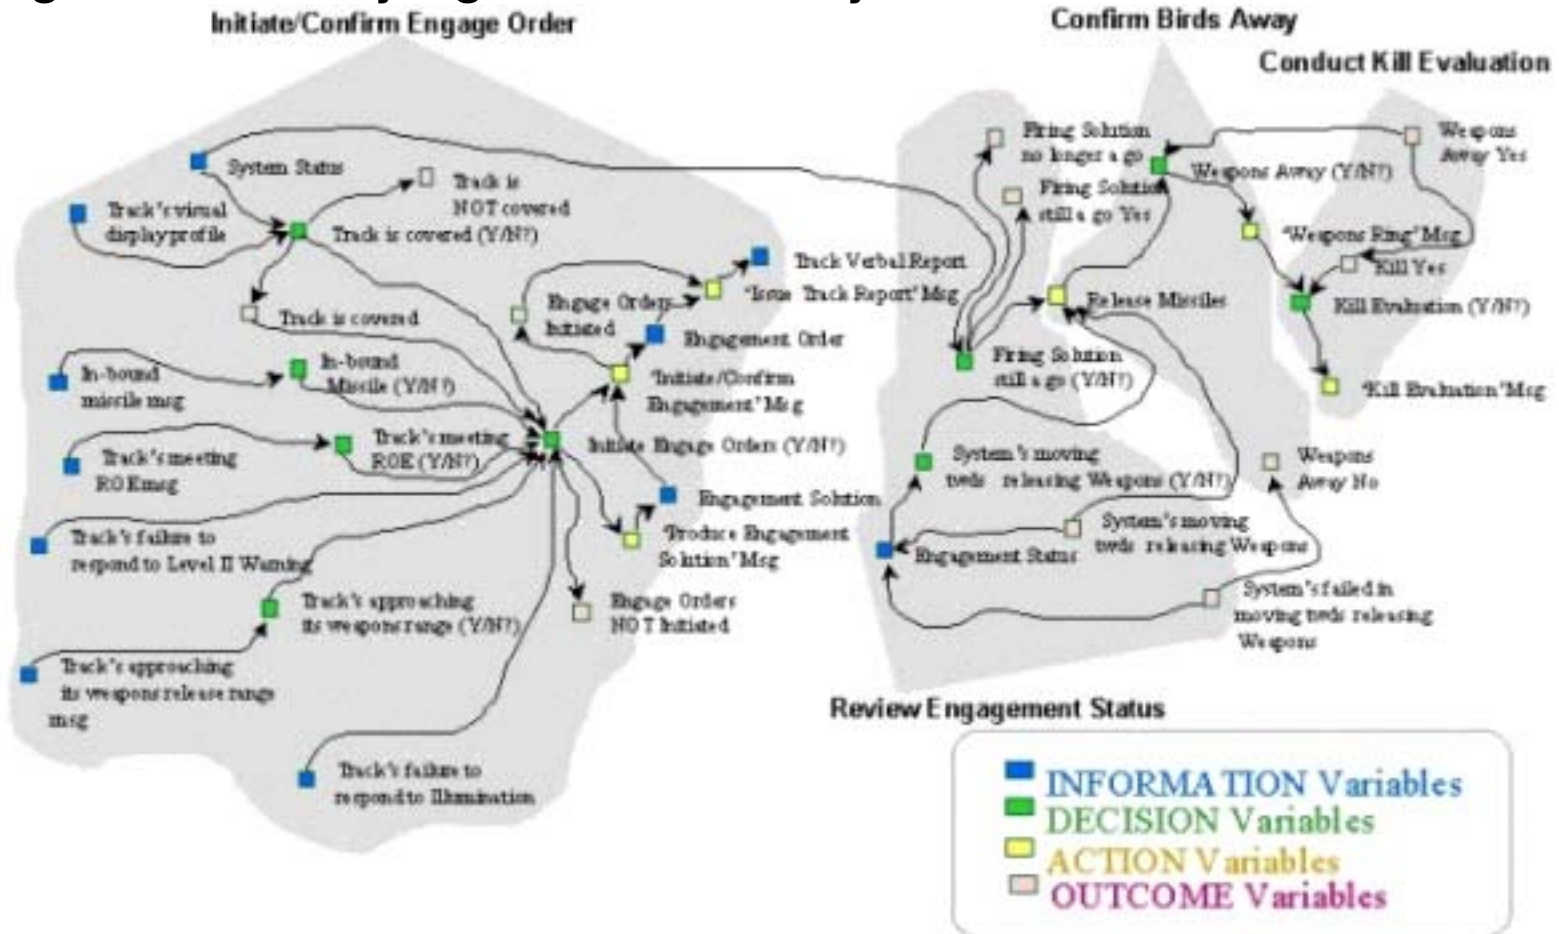 Initiate/Confirm Engage Order
Confirm Birds Away
Conduct Kill Evaluation
System Status
Track is
NOT covered
Track's visual
display profile
Track is covered (Y/N?)
Track is covered
In-bound
missile msg
In-bound
Missile (Y/N?)
Track's meeting
ROE msg
Track's meeting
ROE (Y/N?)
Track's failure to
respond to Level II Warning
Track's approaching
its weapons range (Y/N?)
Track's approaching
its weapons release range
msg
Track's failure to
respond to Illumination
Engage Orders
Initiated
Track Verbal Report
'Issue Track Report' Msg
Engagement Order
'Initiate/Confirm
Engagement' Msg
Initiate Engage Orders (Y/N?)
Engagement Solution
'Produce Engagement
Solution' Msg
Engage Orders
NOT Initiated
Firing Solution
no longer a go
Firing Solution
still a go Yes
Weapons Away (Y/N?)
Weapons
Away Yes
'Weapons Ring' Msg
Kill Yes
Release Missiles
Kill Evaluation (Y/N?)
Firing Solution
still a go (Y/N?)
'Kill Evaluation' Msg
System's moving
twds releasing Weapons (Y/N?)
Weapons
Away No
System's moving
twds releasing Weapons
Engagement Status
System's failed in
moving twds releasing
Weapons
Review Engagement Status
INFORMATION Variables
DECISION Variables
ACTION Variables
OUTCOME Variables